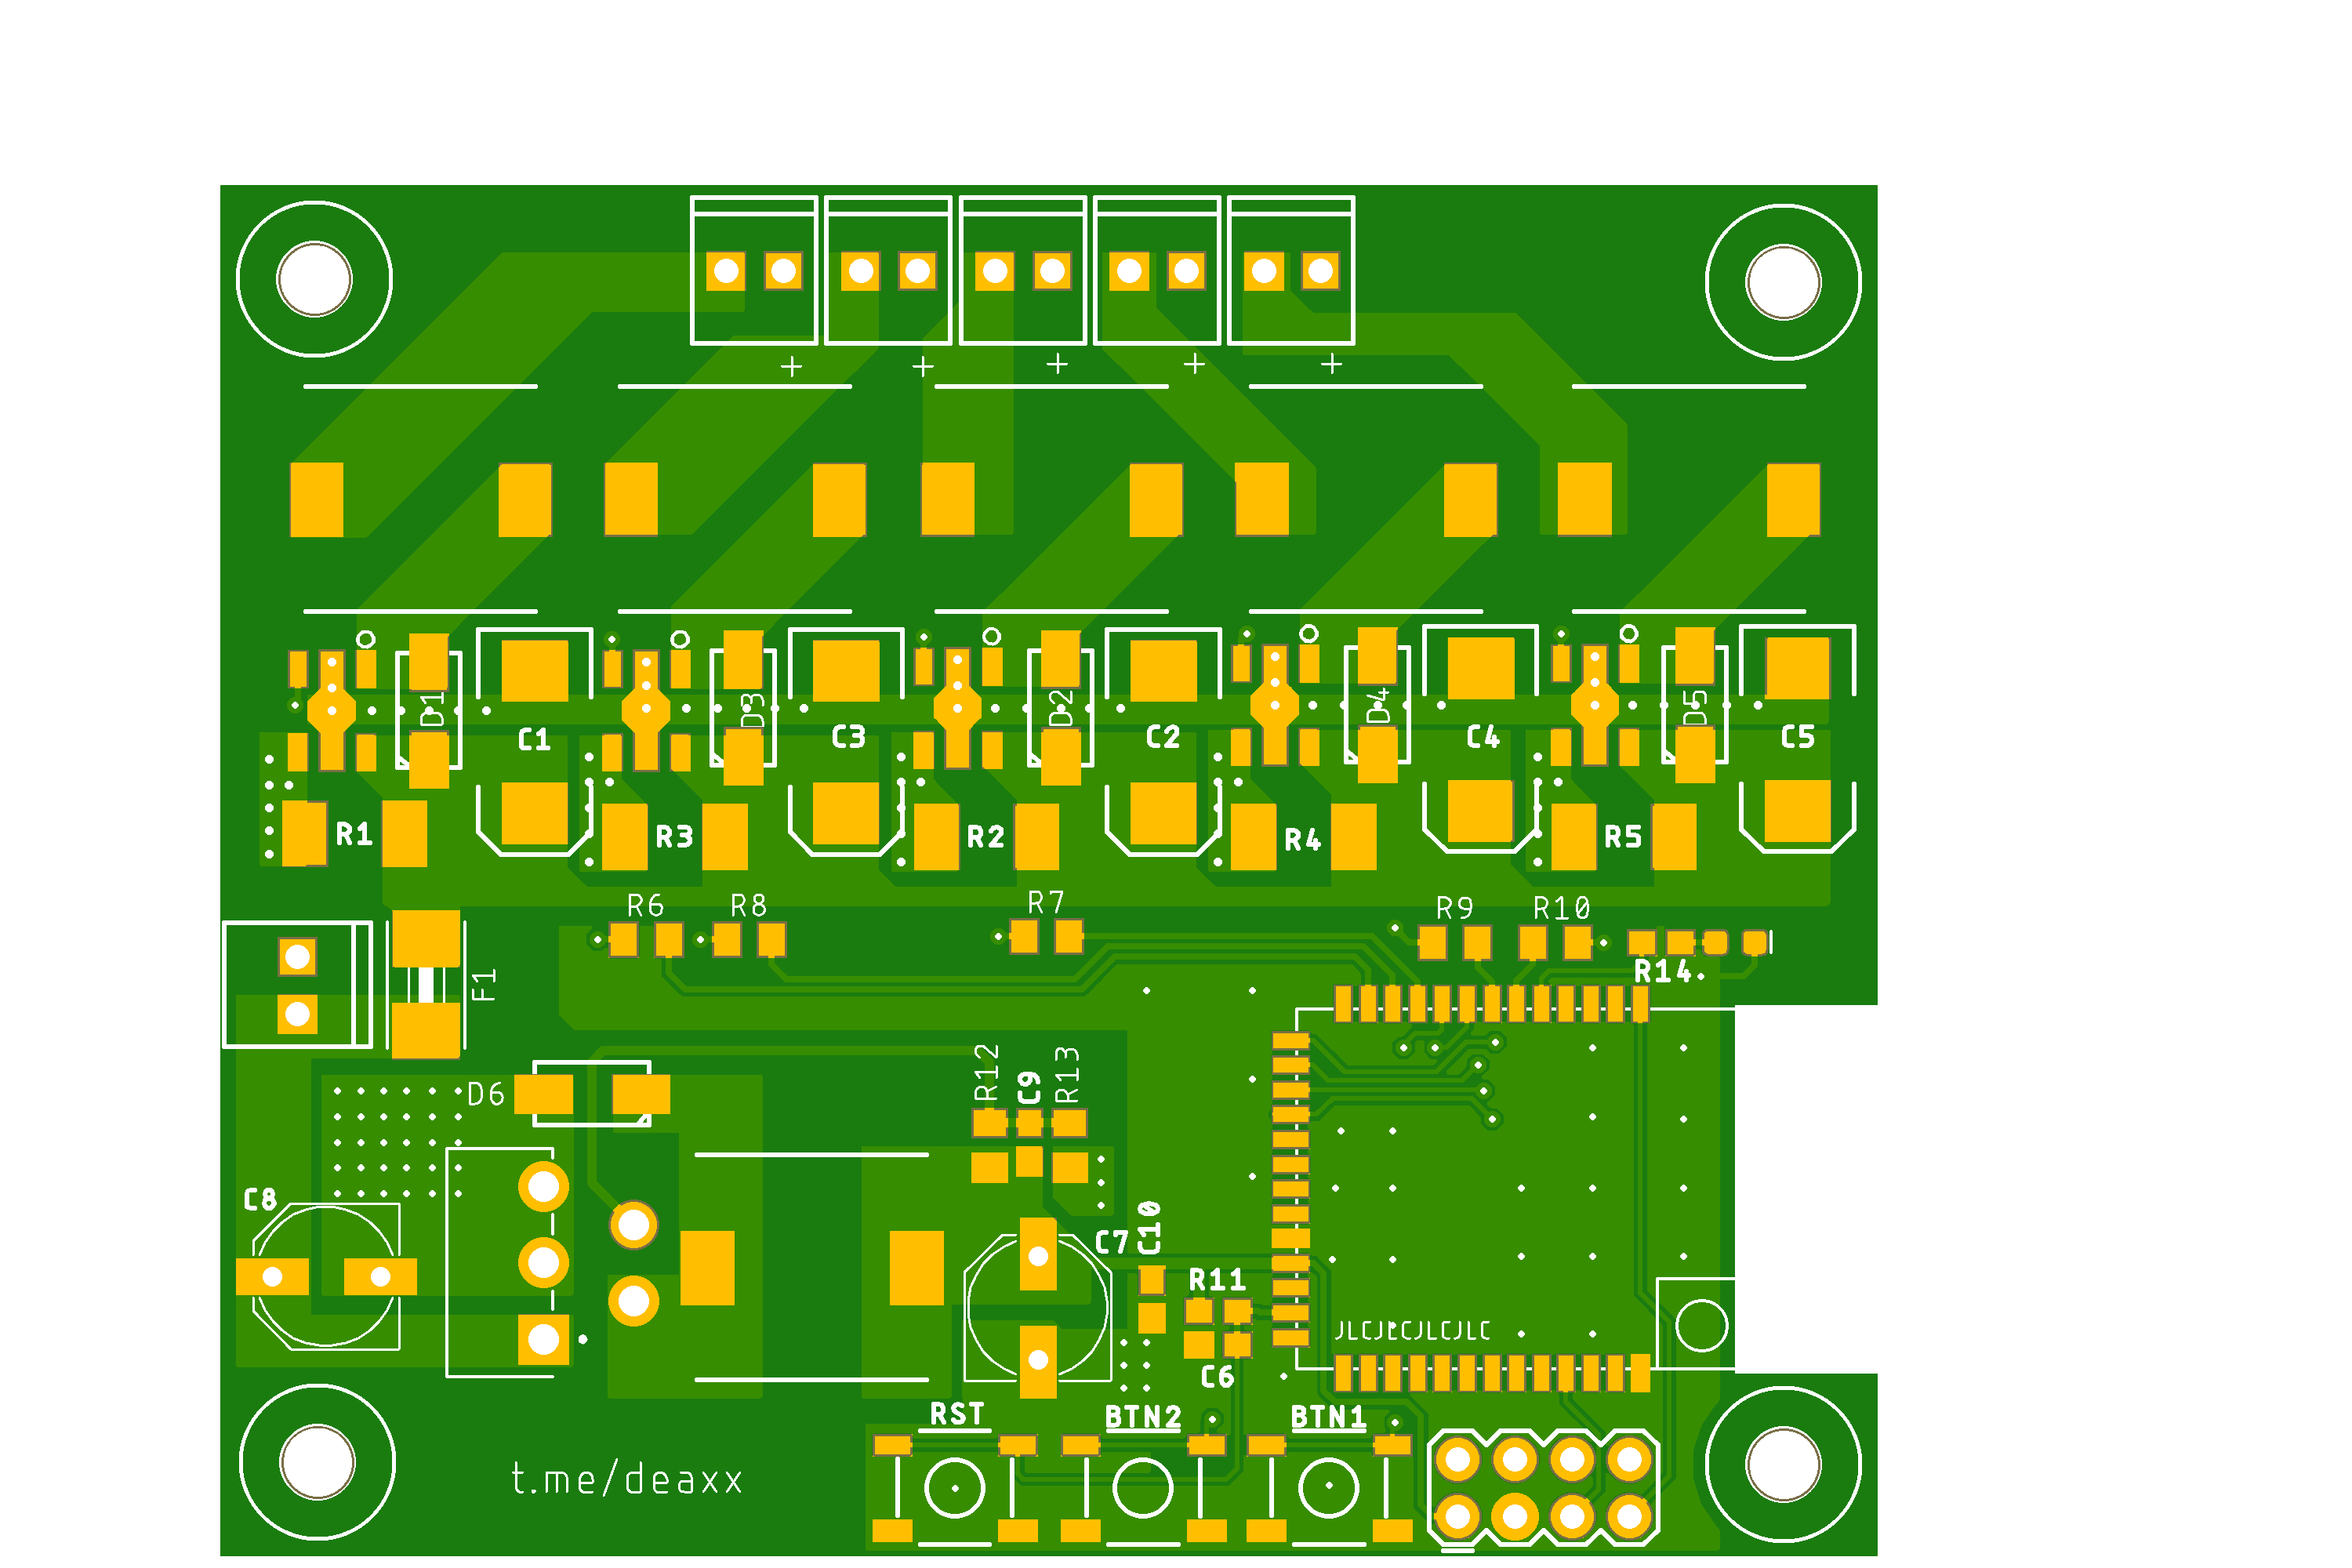 + + + + +
D1 D3 D2 D4 D5
C1 C3 C2 C4 C5
R1 R3 R2 R4 R5
R6 R8 R7 R9 R10
R14
F1
R12 C9 R13
D6
C8
C7 C10
R11
JLCJLCJLCJLC
C6
RST BTN2 BTN1
t.me/deaxx